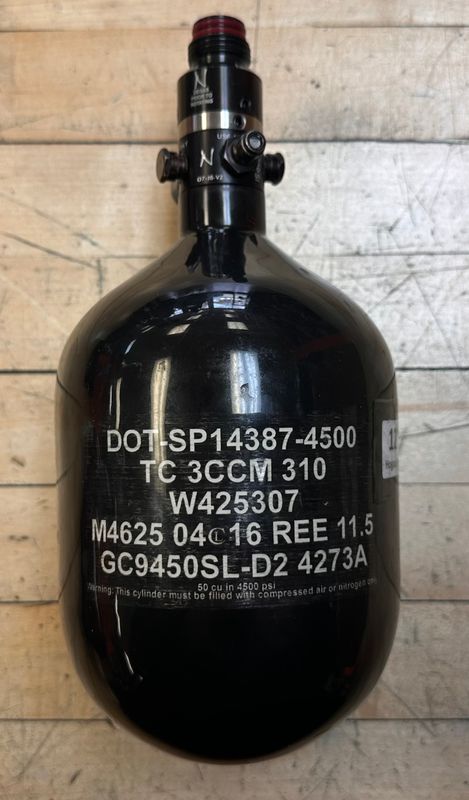 DOT-SP14387-4500
TC 3CCM 310
W425307
M4625 04 16 REE 11.5
GC9450SL-D2 4273A
50 cu in 4500 psi
Warning: This cylinder must be filled with compressed air or nitrogen only